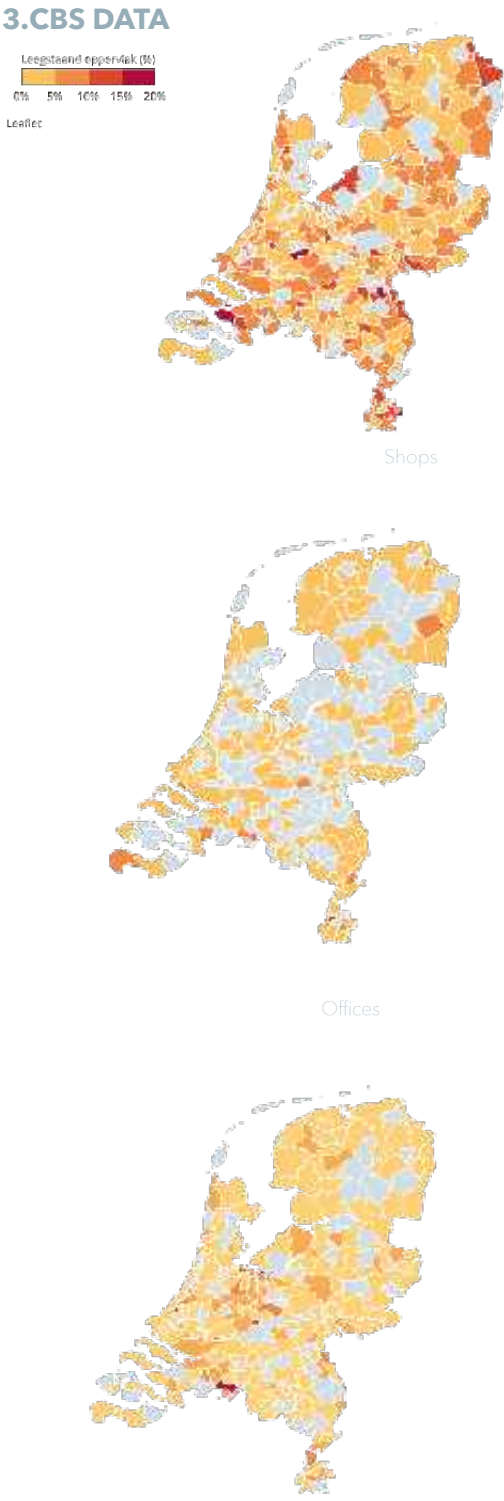 3.CBS DATA
Leegstaand oppervlak (%)
0% 5% 10% 15% 20%
Leaflet
Shops
Offices